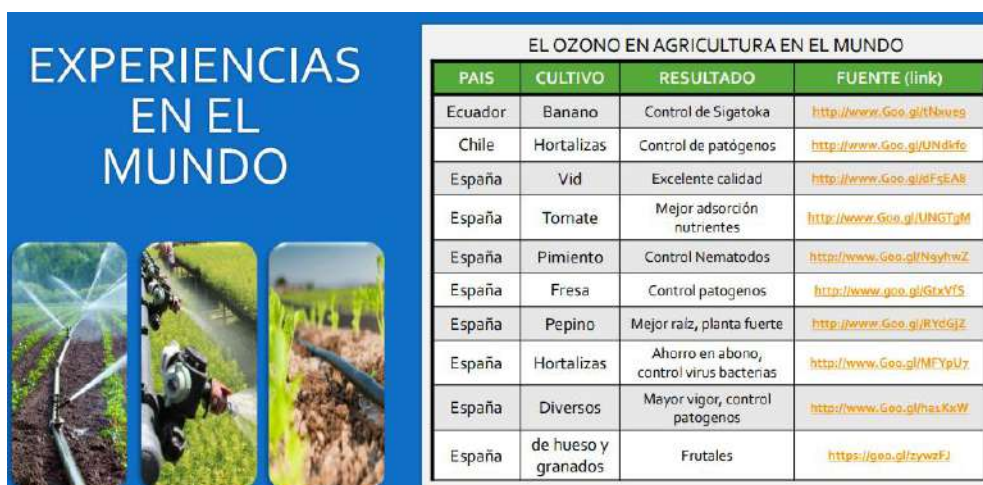 EXPERIENCIAS
EN EL
MUNDO
EL OZONO EN AGRICULTURA EN EL MUNDO
PAIS CULTIVO RESULTADO FUENTE (link)
Ecuador Banano Control de Sigatoka http://www.Goo.gl/tNxue9
Chile Hortalizas Control de patógenos http://www.Goo.gl/UNdkf0
España Vid Excelente calidad http://www.Goo.gl/dF5EA8
España Tomate Mejor adsorción
nutrientes http://www.Goo.gl/UNGTgM
España Pimiento Control Nematodos http://www.Goo.gl/N9yhwZ
España Fresa Control patogenos http://www.goo.gl/GtxVfS
España Pepino Mejor raíz, planta fuerte http://www.Goo.gl/RYdGjZ
España Hortalizas Ahorro en abono,
control virus bacterias http://www.Goo.gl/MFYpU7
España Diversos Mayor vigor, control
patogenos http://www.Goo.gl/ha1KxW
España de hueso y
granados Frutales https://goo.gl/zywzFJ